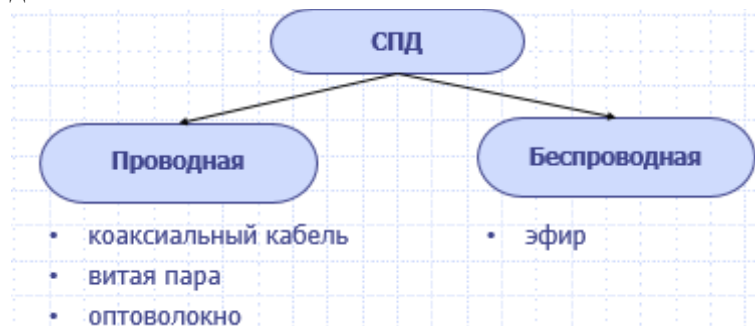 СПД
Проводная
Беспроводная
• коаксиальный кабель
• эфир
• витая пара
• оптоволокно